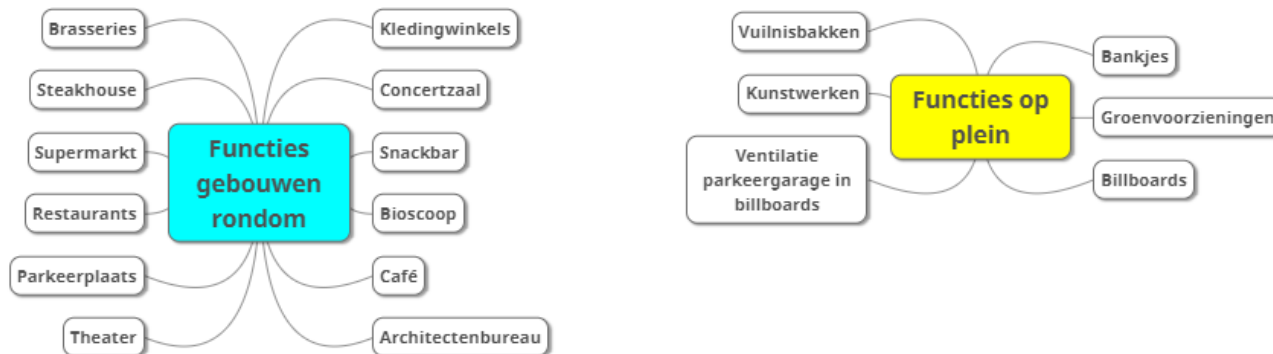 Brasseries
Steakhouse
Supermarkt
Restaurants
Parkeerplaats
Theater
Functies
gebouwen
rondom
Kledingwinkels
Concertzaal
Snackbar
Bioscoop
Café
Architectenbureau
Vuilnisbakken
Kunstwerken
Ventilatie
parkeergarage in
billboards
Functies op
plein
Bankjes
Groenvoorzieningen
Billboards